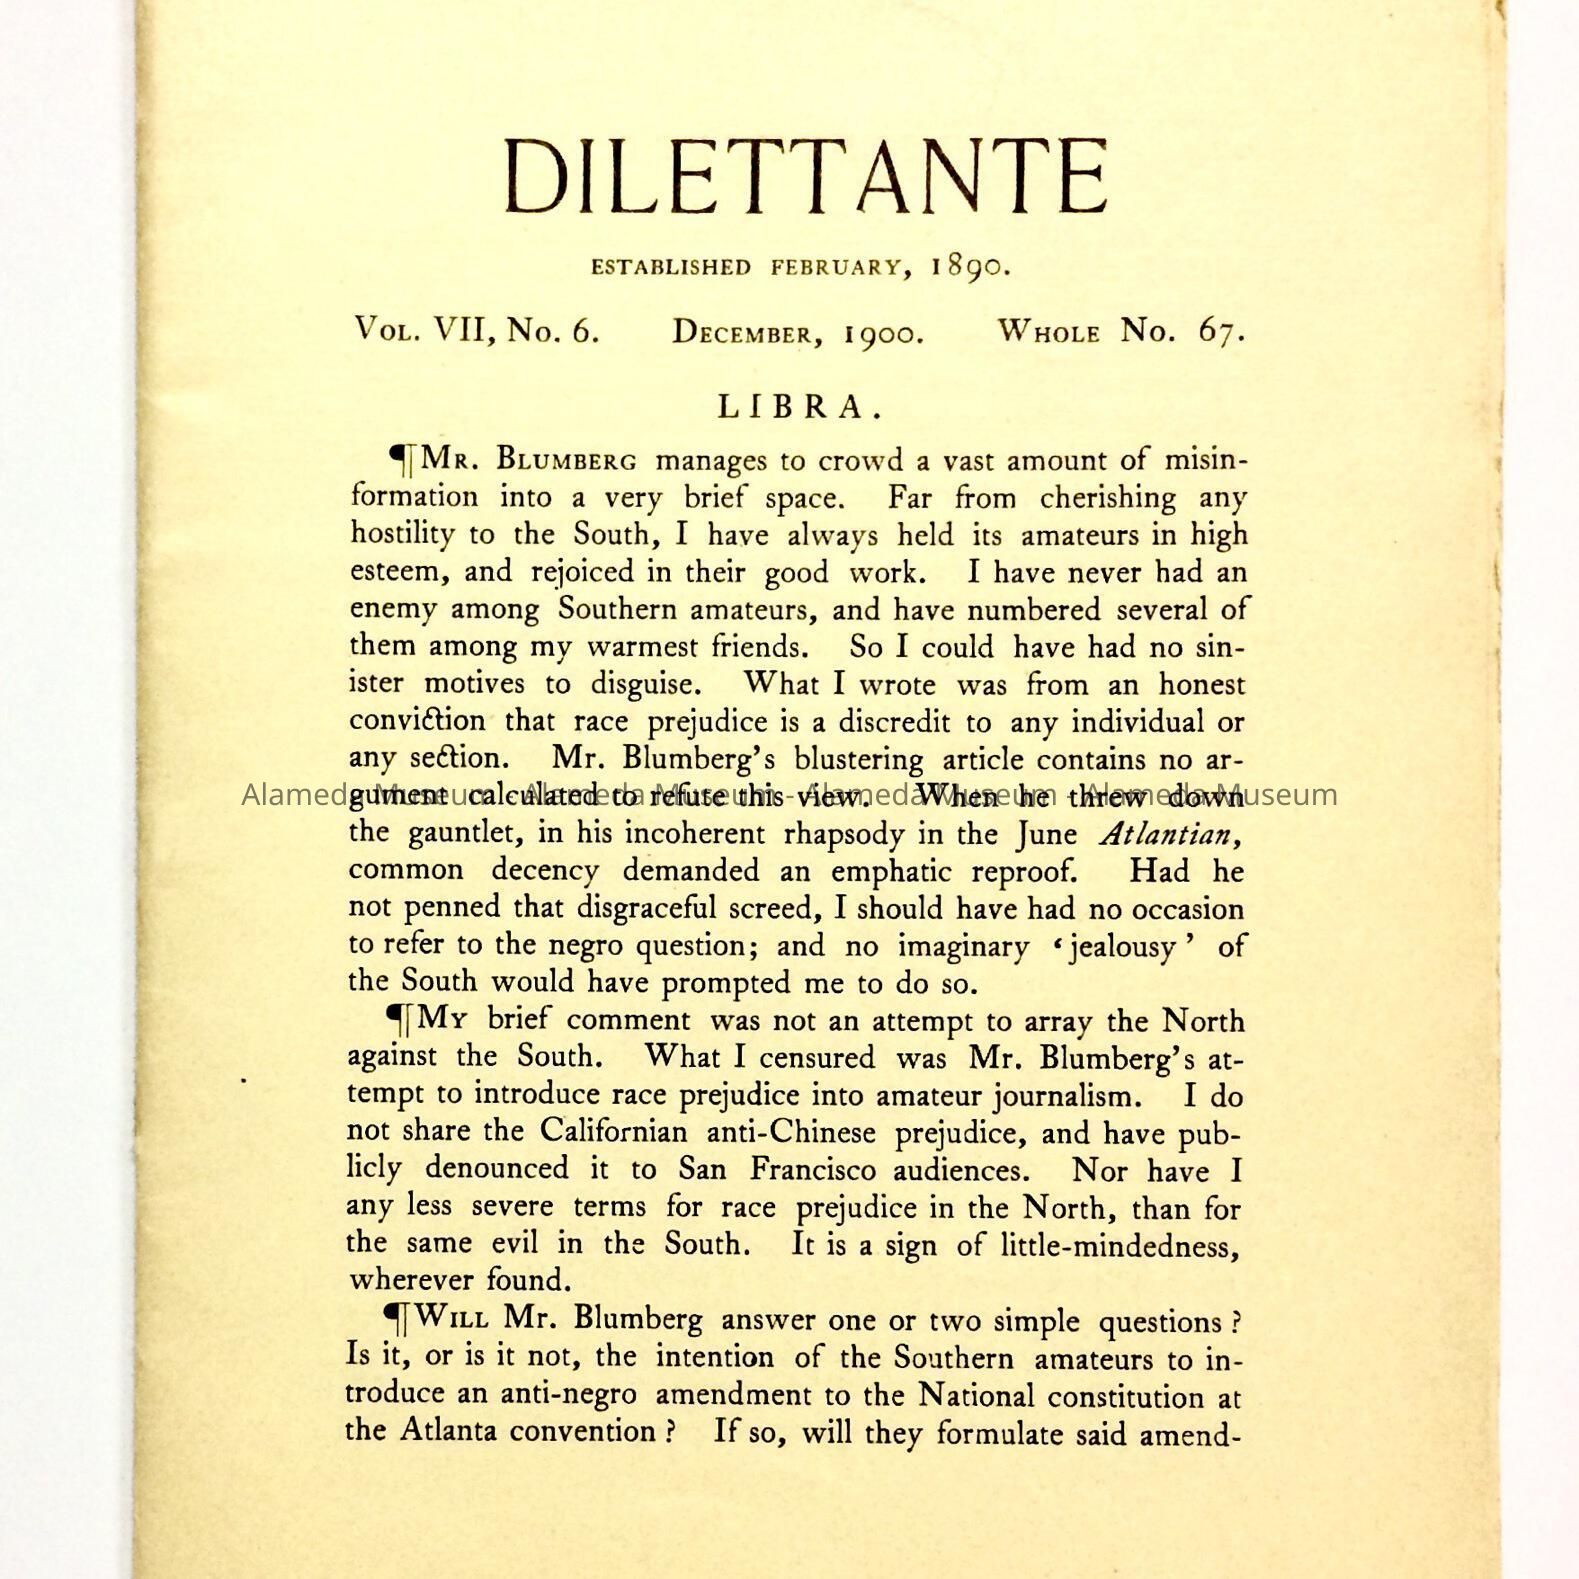 DILETTANTE
ESTABLISHED FEBRUARY, 1890.
VOL. VII, No. 6. DECEMBER, 1900. WHOLE No. 67.
LIBRA.
¶MR. BLUMBERG manages to crowd a vast amount of misin-
formation into a very brief space. Far from cherishing any
hostility to the South, I have always held its amateurs in high
esteem, and rejoiced in their good work. I have never had an
enemy among Southern amateurs, and have numbered several of
them among my warmest friends. So I could have had no sin-
ister motives to disguise. What I wrote was from an honest
conviction that race prejudice is a discredit to any individual or
any section. Mr. Blumberg's blustering article contains no ar-
gument calculated to refute this view. When he threw down
Alameda Museum - Alameda Museum - Alameda Museum - Alameda Museum
the gauntlet, in his incoherent rhapsody in the June Atlantian,
common decency demanded an emphatic reproof. Had he
not penned that disgraceful screed, I should have had no occasion
to refer to the negro question; and no imaginary ‘jealousy’ of
the South would have prompted me to do so.
¶MY brief comment was not an attempt to array the North
against the South. What I censured was Mr. Blumberg's at-
tempt to introduce race prejudice into amateur journalism. I do
not share the Californian anti-Chinese prejudice, and have pub-
licly denounced it to San Francisco audiences. Nor have I
any less severe terms for race prejudice in the North, than for
the same evil in the South. It is a sign of little-mindedness,
wherever found.
¶WILL Mr. Blumberg answer one or two simple questions?
Is it, or is it not, the intention of the Southern amateurs to in-
troduce an anti-negro amendment to the National constitution at
the Atlanta convention? If so, will they formulate said amend-